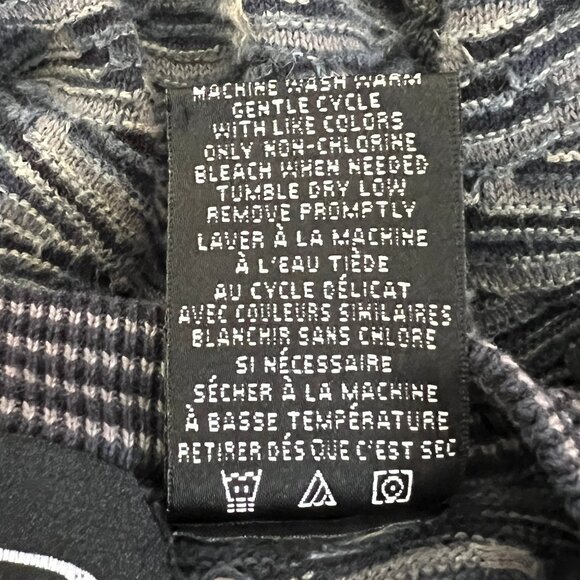 MACHINE WASH WARM
GENTLE CYCLE
WITH LIKE COLORS
ONLY NON-CHLORINE
BLEACH WHEN NEEDED
TUMBLE DRY LOW
REMOVE PROMPTLY
LAVER À LA MACHINE
À L'EAU TIÈDE
AU CYCLE DÉLICAT
AVEC COULEURS SIMILAIRES
BLANCHIR SANS CHLORE
SI NÉCESSAIRE
SÉCHER À LA MACHINE
À BASSE TEMPÉRATURE
RETIRER DÉS QUE C'EST SEC